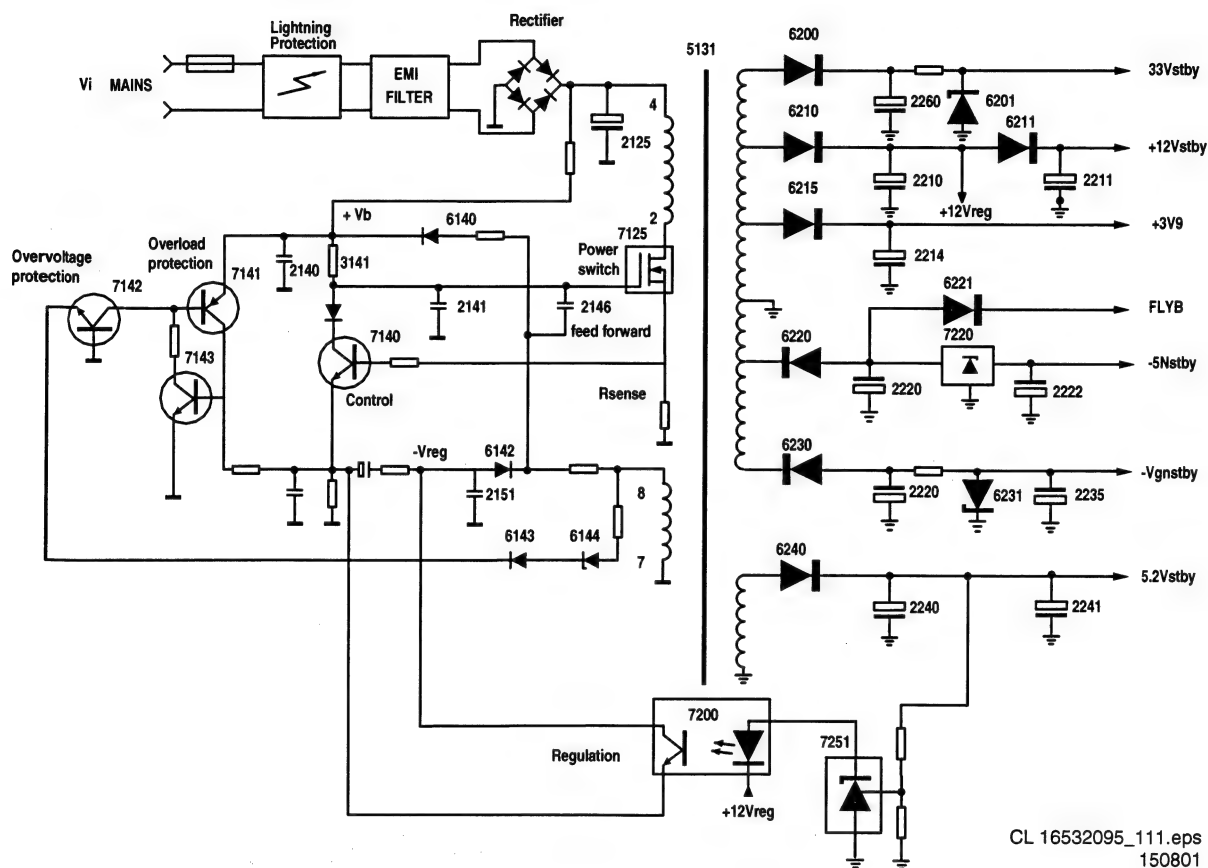 Rectifier
Lightning
Protection
Vi MAINS
EMI
FILTER
5131
6200
33Vstby
2260
6201
4
2125
6210
6211
+12Vstby
2210
2211
+12Vreg
2
6215
+3V9
2214
+ Vb
6140
7125
Power
switch
Overload
protection
Overvoltage
protection
7141
7142
2140
3141
2141
2146
feed forward
6221
FLYB
7143
7140
Control
6220
7220
-5Nstby
2220
2222
Rsense
-Vreg
6142
6230
-Vgnstby
2151
8
2220
6231
2235
6143
6144
7
6240
5.2Vstby
2240
2241
7200
Regulation
7251
+12Vreg
CL 16532095_111.eps
150801